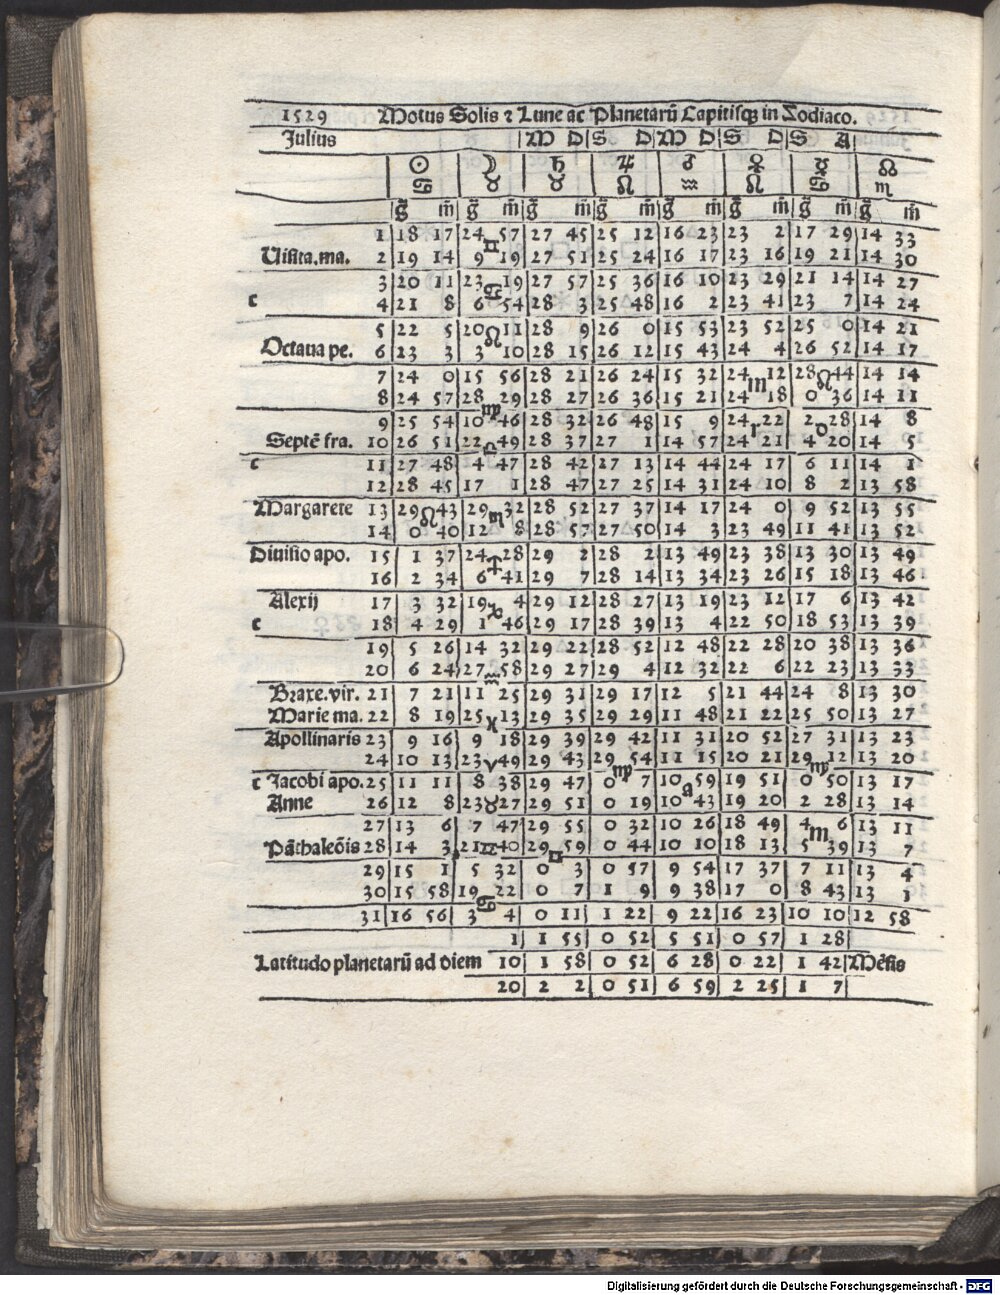 1529 Motus Solis ⁊ Lune ac Planetarũ Capitisqꝫ in Zodiaco.
Julius M D S D M D S D S A
☉ ☽ ♄ ♃ ♂ ♀ ☿ ☊
♋ ♉ ♉ ♌ ♒ ♌ ♋ ♏
g̃ m̃ g̃ m̃ g̃ m̃ g̃ m̃ g̃ m̃ g̃ m̃ g̃ m̃ g̃ m̃
1 18 17 24 57 27 45 25 12 16 23 23 2 17 29 14 33
♊
Uisita.ma. 2 19 14 9 19 27 51 25 24 16 17 23 16 19 21 14 30
3 20 11 23 19 27 57 25 36 16 10 23 29 21 14 14 27
♋
c 4 21 8 6 54 28 3 25 48 16 2 23 41 23 7 14 24
5 22 5 20 11 28 9 26 0 15 53 23 52 25 0 14 21
♌
Octaua pe. 6 23 3 3 10 28 15 26 12 15 43 24 4 26 52 14 17
7 24 0 15 56 28 21 26 24 15 32 24 12 28 44 14 14
m ♌
8 24 57 28 29 28 27 26 36 15 21 24 18 0 36 14 11
♍
9 25 54 10 46 28 32 26 48 15 9 24 22 2 28 14 8
r o
Septẽ fra. 10 26 51 22 49 28 37 27 1 14 57 24 21 4 20 14 5
♎
c 11 27 48 4 47 28 42 27 13 14 44 24 17 6 11 14 1
12 28 45 17 1 28 47 27 25 14 31 24 10 8 2 13 58
Margarete 13 29 43 29 32 28 52 27 37 14 17 24 0 9 52 13 55
♌ ♏
14 0 40 12 8 28 57 27 50 14 3 23 49 11 41 13 52
Diuisio apo. 15 1 37 24 28 29 2 28 2 13 49 23 38 13 30 13 49
♐
16 2 34 6 41 29 7 28 14 13 34 23 26 15 18 13 46
Alexij 17 3 32 19 4 29 12 28 27 13 19 23 12 17 6 13 42
♑
c 18 4 29 1 46 29 17 28 39 13 4 22 50 18 53 13 39
19 5 26 14 32 29 22 28 52 12 48 22 28 20 38 13 36
20 6 24 27 58 29 27 29 4 12 32 22 6 22 23 13 33
♒
Braxe.vir. 21 7 21 11 25 29 31 29 17 12 5 21 44 24 8 13 30
Marie ma. 22 8 19 25 13 29 35 29 29 11 48 21 22 25 50 13 27
♓
Apollinaris 23 9 16 9 18 29 39 29 42 11 31 20 52 27 31 13 23
24 10 13 23 49 29 43 29 54 11 15 20 21 29 12 13 20
♈ ♍ ♍
c Jacobi apo. 25 11 11 8 38 29 47 0 7 10 59 19 51 0 50 13 17
a
Anne 26 12 8 23 ♉ 27 29 51 0 19 10 43 19 20 2 28 13 14
27 13 6 7 47 29 55 0 32 10 26 18 49 4 6 13 11
m
Pãthaleõis 28 14 3 21 ♊ 40 29 59 0 44 10 10 18 13 5 39 13 7
♊
29 15 1 5 32 0 3 0 57 9 54 17 37 7 11 13 4
30 15 58 19 22 0 7 1 9 9 38 17 0 8 43 13 1
♋
31 16 56 3 4 0 11 1 22 9 22 16 23 10 10 12 58
1 1 55 0 52 5 51 0 57 1 28
Latitudo planetarũ ad diem 10 1 58 0 52 6 28 0 22 1 42 Mẽsis
20 2 2 0 51 6 59 2 25 1 7
Digitalisierung gefördert durch die Deutsche Forschungsgemeinschaft - DFG